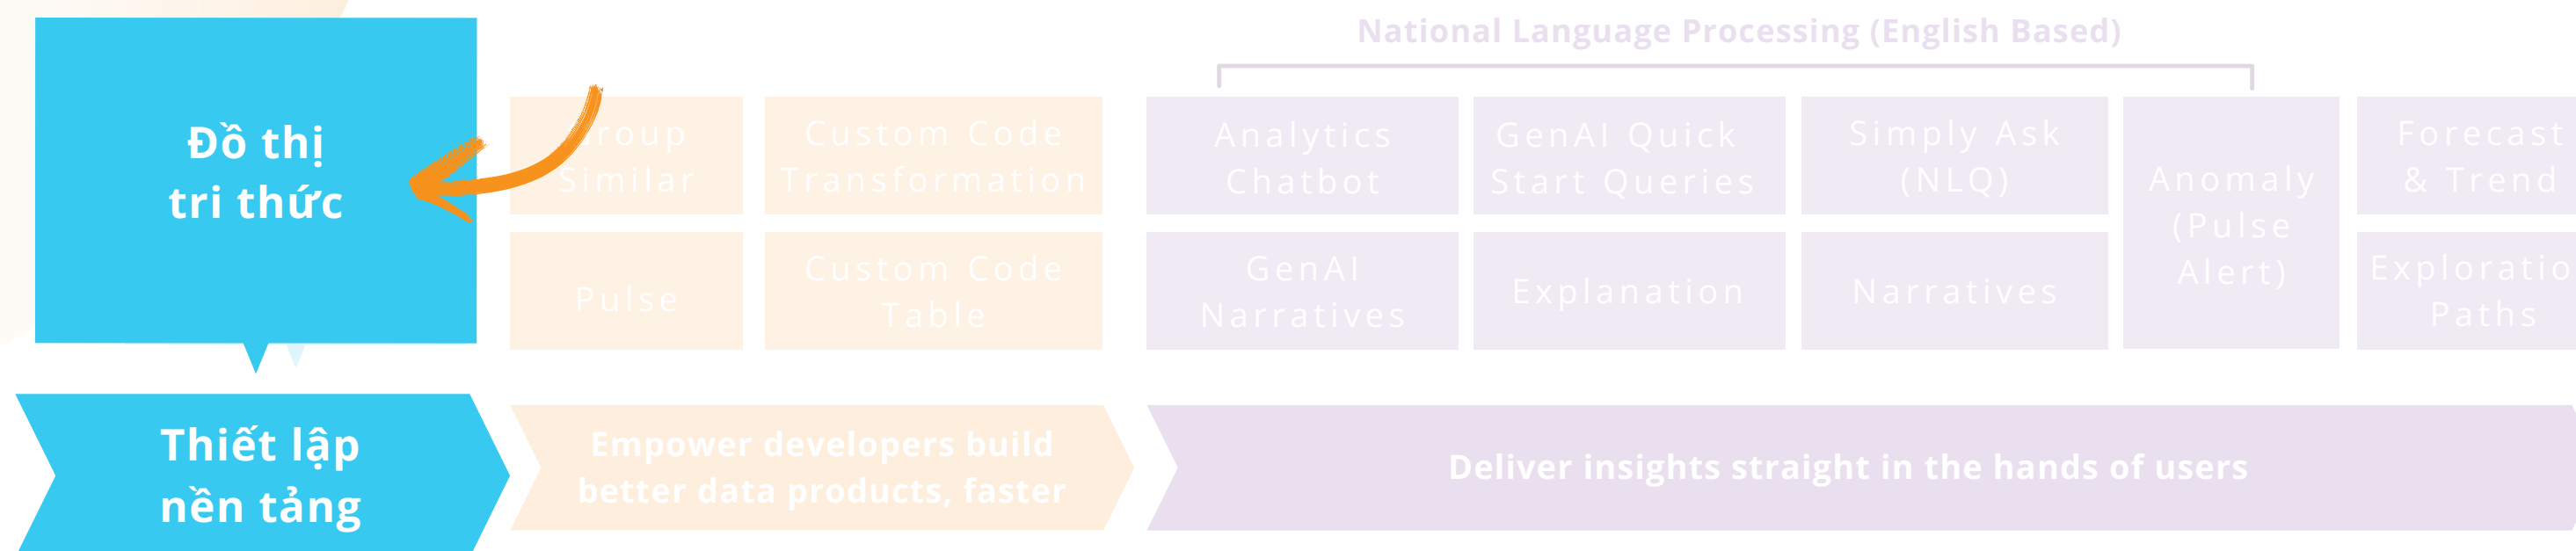 National Language Processing (English Based)
Đồ thị
tri thức
Group
Similar
Custom Code
Transformation
Analytics
Chatbot
GenAI Quick
Start Queries
Simply Ask
(NLQ)
Anomaly
(Pulse
Alert)
Forecast
& Trend
Pulse
Custom Code
Table
GenAI
Narratives
Explanation
Narratives
Exploratio
Paths
Thiết lập
nền tảng
Empower developers build
better data products, faster
Deliver insights straight in the hands of users